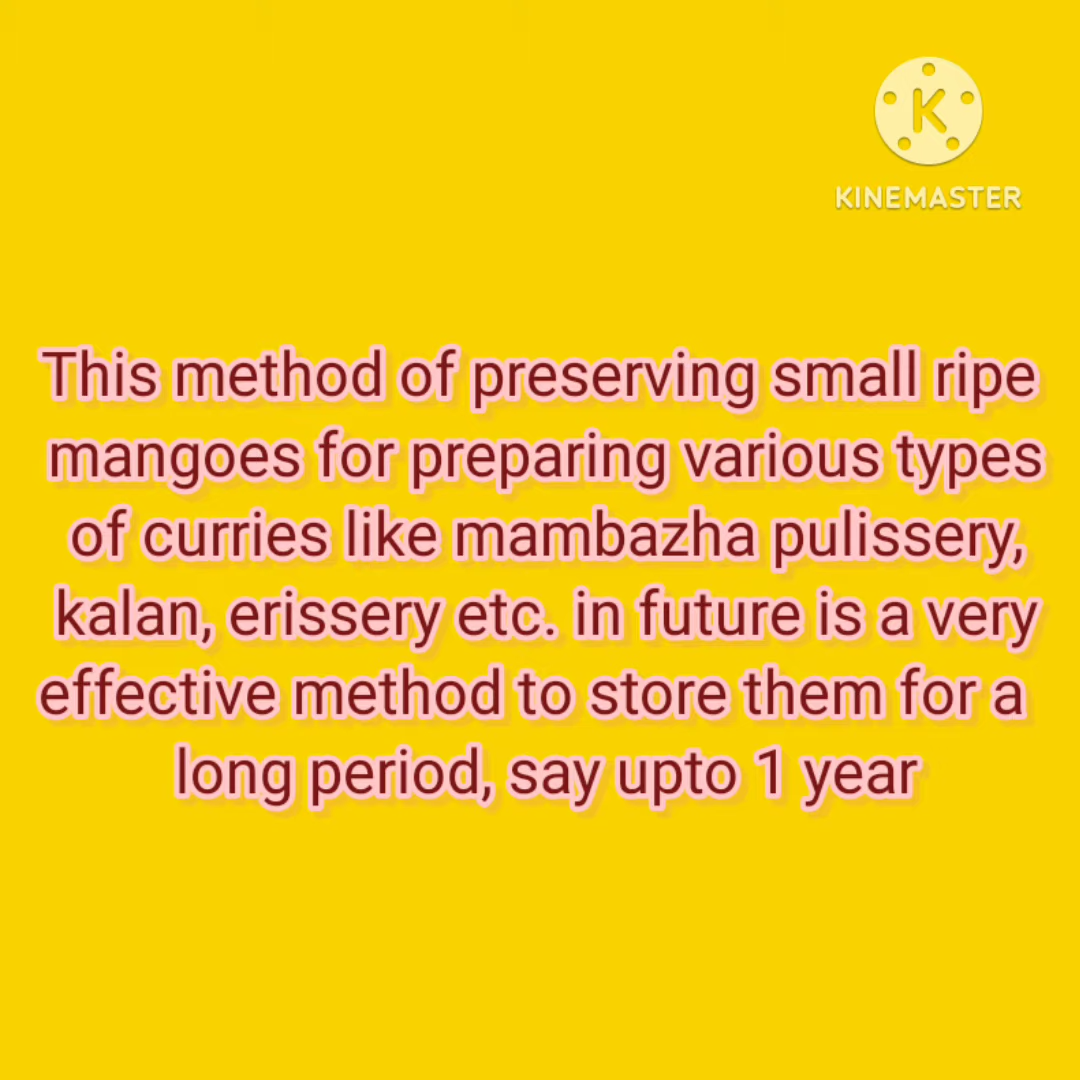 KINEMASTER
This method of preserving small ripe
mangoes for preparing various types
of curries like mambazha pulissery,
kalan, erissery etc. in future is a very
effective method to store them for a
long period, say upto 1 year